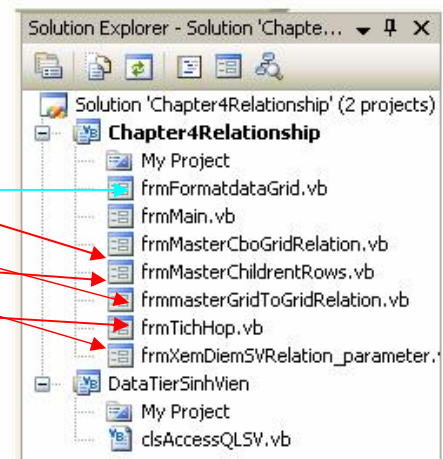 Solution Explorer - Solution 'Chapte...
Solution 'Chapter4Relationship' (2 projects)
Chapter4Relationship
My Project
frmFormatdataGrid.vb
frmMain.vb
frmMasterCboGridRelation.vb
frmMasterChildrentRows.vb
frmmasterGridToGridRelation.vb
frmTichHop.vb
frmXemDiemSVRelation_parameter.
DataTierSinhVien
My Project
clsAccessQLSV.vb